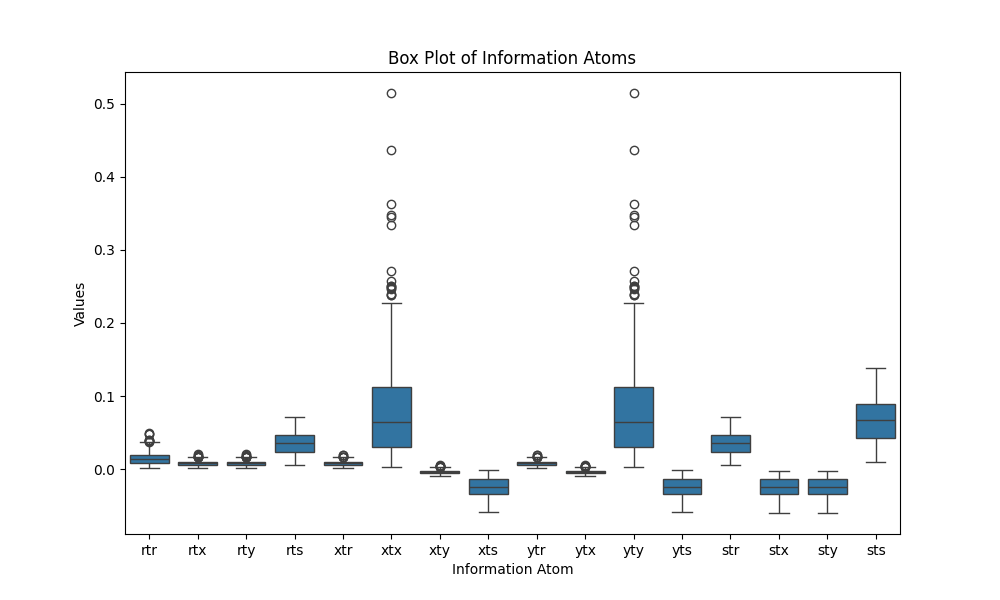 Box Plot of Information Atoms
0.5
0.4
0.3
0.2
0.1
0.0
Values
rtr rtx rty rts xtr xtx xty xts ytr ytx yty yts str stx sty sts
Information Atom